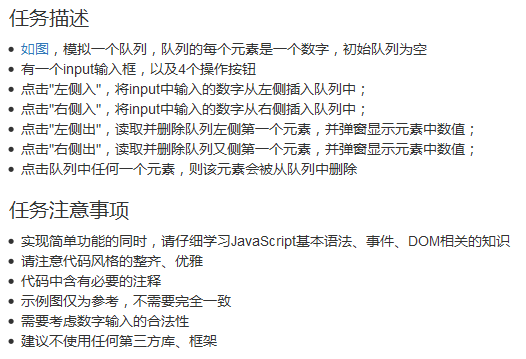 任务描述
如图，模拟一个队列，队列的每个元素是一个数字，初始队列为空
有一个input输入框，以及4个操作按钮
点击"左侧入"，将input中输入的数字从左侧插入队列中；
点击"右侧入"，将input中输入的数字从右侧插入队列中；
点击"左侧出"，读取并删除队列左侧第一个元素，并弹窗显示元素中数值；
点击"右侧出"，读取并删除队列又侧第一个元素，并弹窗显示元素中数值；
点击队列中任何一个元素，则该元素会被从队列中删除
任务注意事项
实现简单功能的同时，请仔细学习JavaScript基本语法、事件、DOM相关的知识
请注意代码风格的整齐、优雅
代码中含有必要的注释
示例图仅为参考，不需要完全一致
需要考虑数字输入的合法性
建议不使用任何第三方库、框架